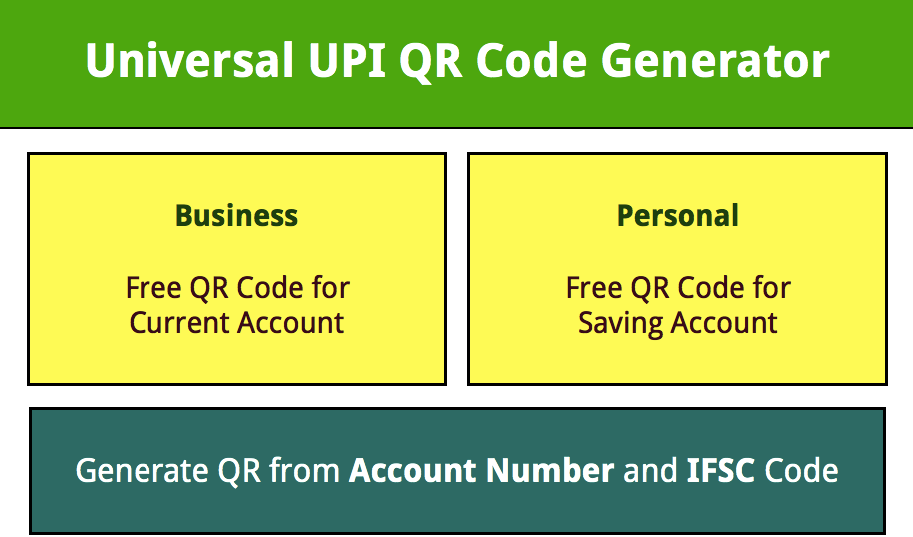 Universal UPI QR Code Generator
Business
Free QR Code for
Current Account
Personal
Free QR Code for
Saving Account
Generate QR from Account Number and IFSC Code